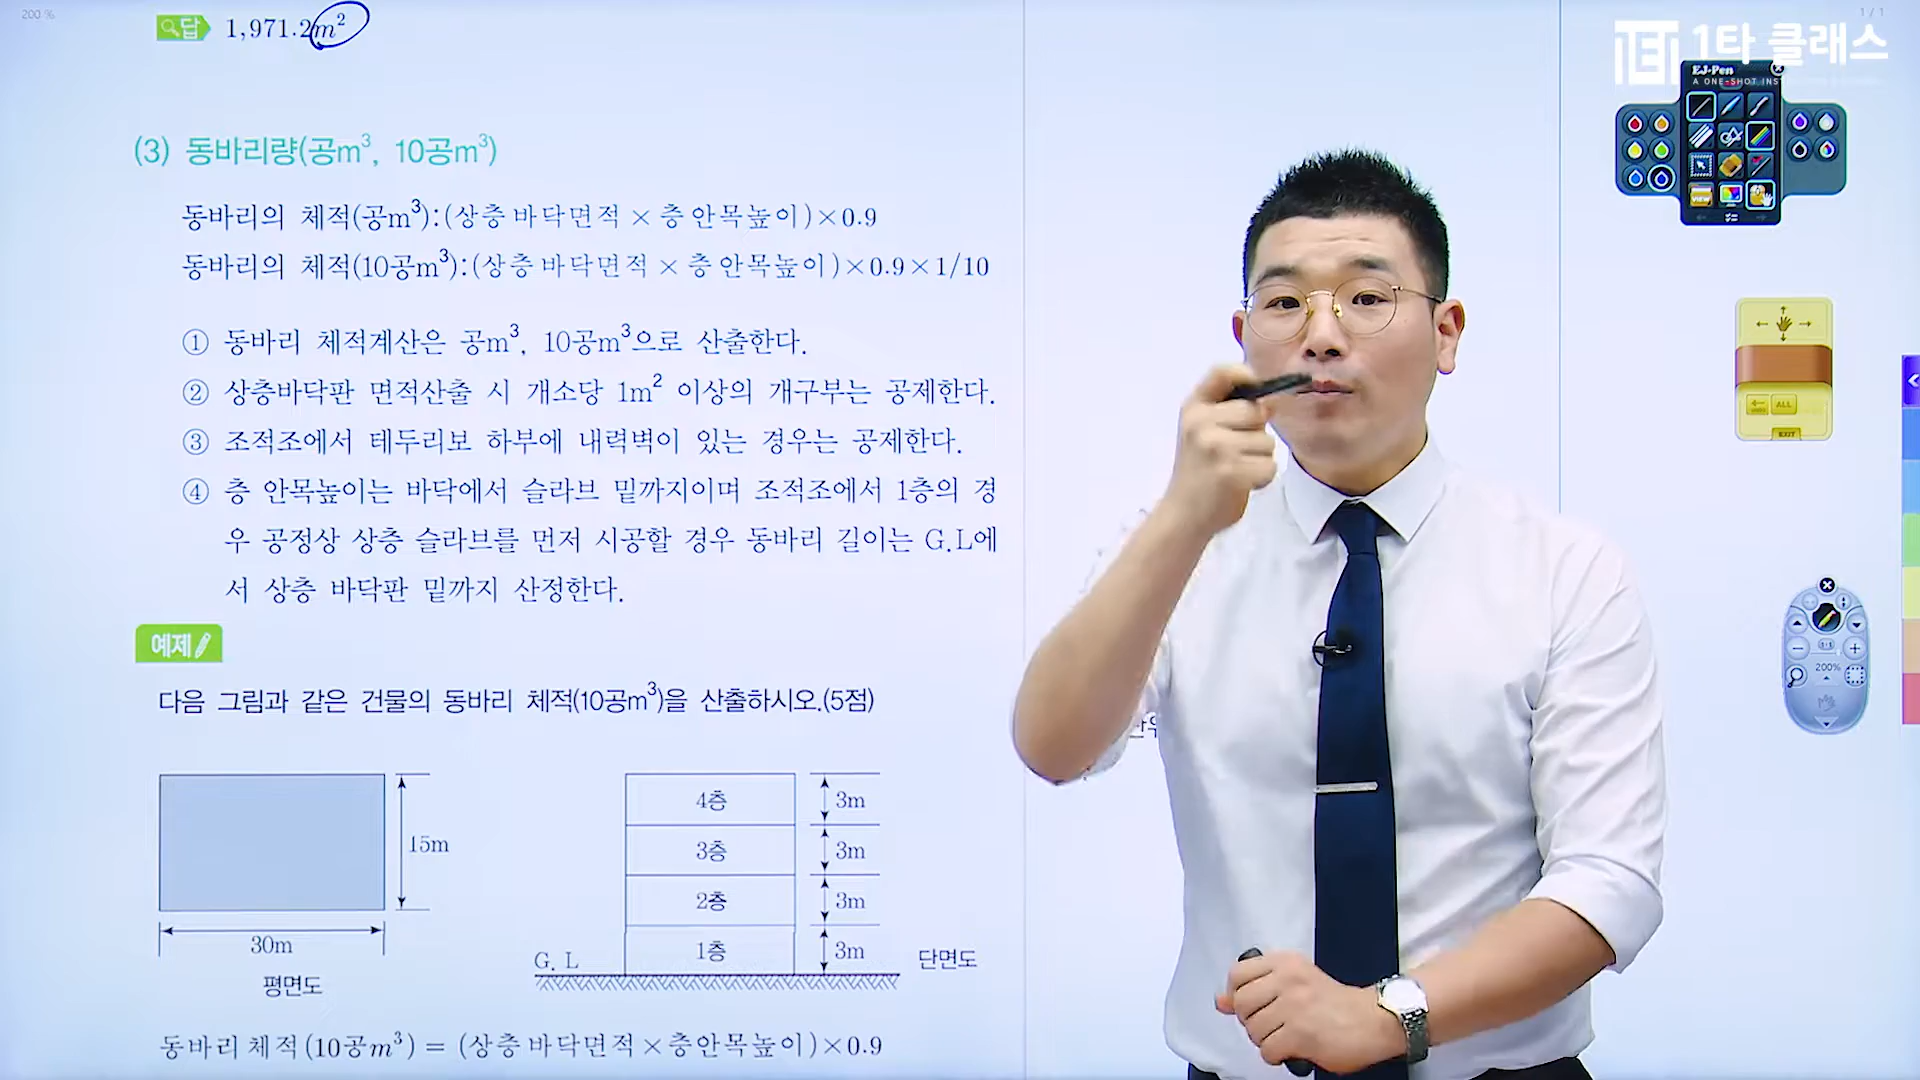 200 %
1 / 1
답 1,971.2m²
1타 클래스
EJ-Pen
A ONE-SHOT INS
(3) 동바리량(공m³, 10공m³)
동바리의 체적(공m³):(상층바닥면적×층안목높이)×0.9
동바리의 체적(10공m³):(상층바닥면적×층안목높이)×0.9×1/10
① 동바리 체적계산은 공m³, 10공m³으로 산출한다.
② 상층바닥판 면적산출 시 개소당 1m² 이상의 개구부는 공제한다.
③ 조적조에서 테두리보 하부에 내력벽이 있는 경우는 공제한다.
④ 층 안목높이는 바닥에서 슬라브 밑까지이며 조적조에서 1층의 경
우 공정상 상층 슬라브를 먼저 시공할 경우 동바리 길이는 G.L에
서 상층 바닥판 밑까지 산정한다.
VIEW
ALL
EXIT
200%
예제
다음 그림과 같은 건물의 동바리 체적(10공m³)을 산출하시오.(5점)
15m
30m
평면도
4층 3m
3층 3m
2층 3m
1층 3m
G. L
단면도
동바리체적(10공m³) = (상층바닥면적×층안목높이)×0.9